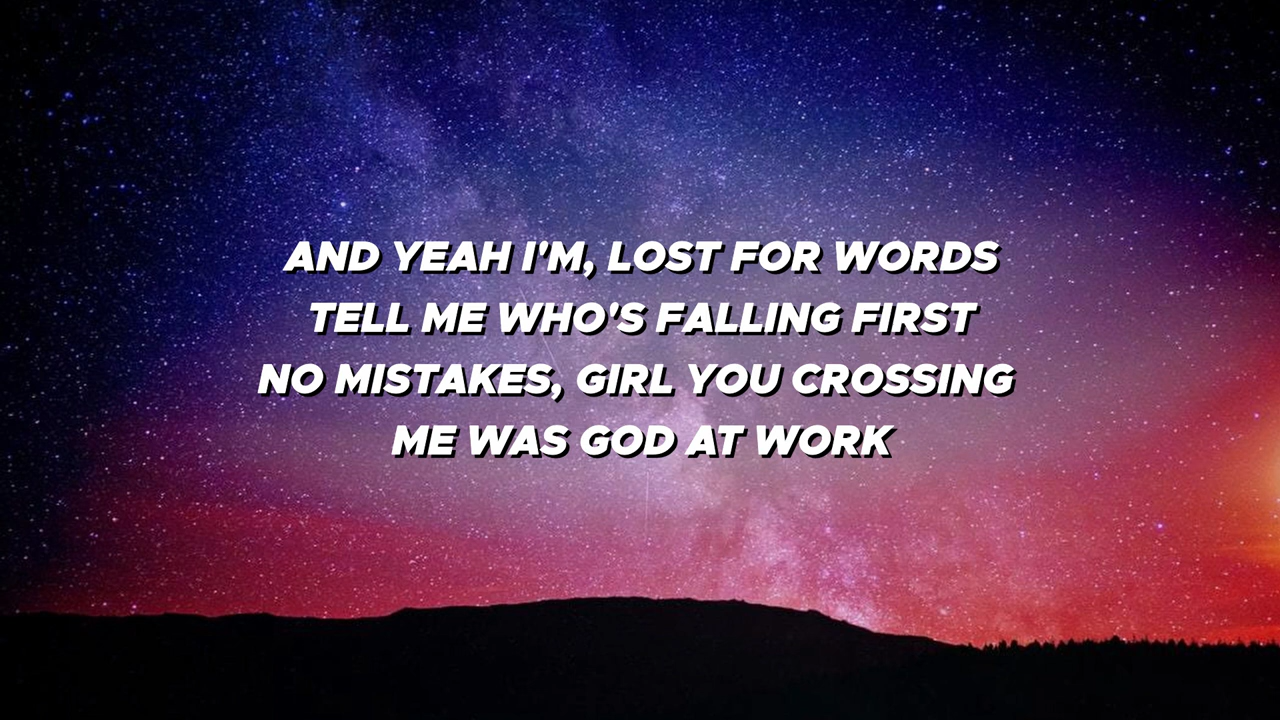 AND YEAH I'M, LOST FOR WORDS
TELL ME WHO'S FALLING FIRST
NO MISTAKES, GIRL YOU CROSSING
ME WAS GOD AT WORK